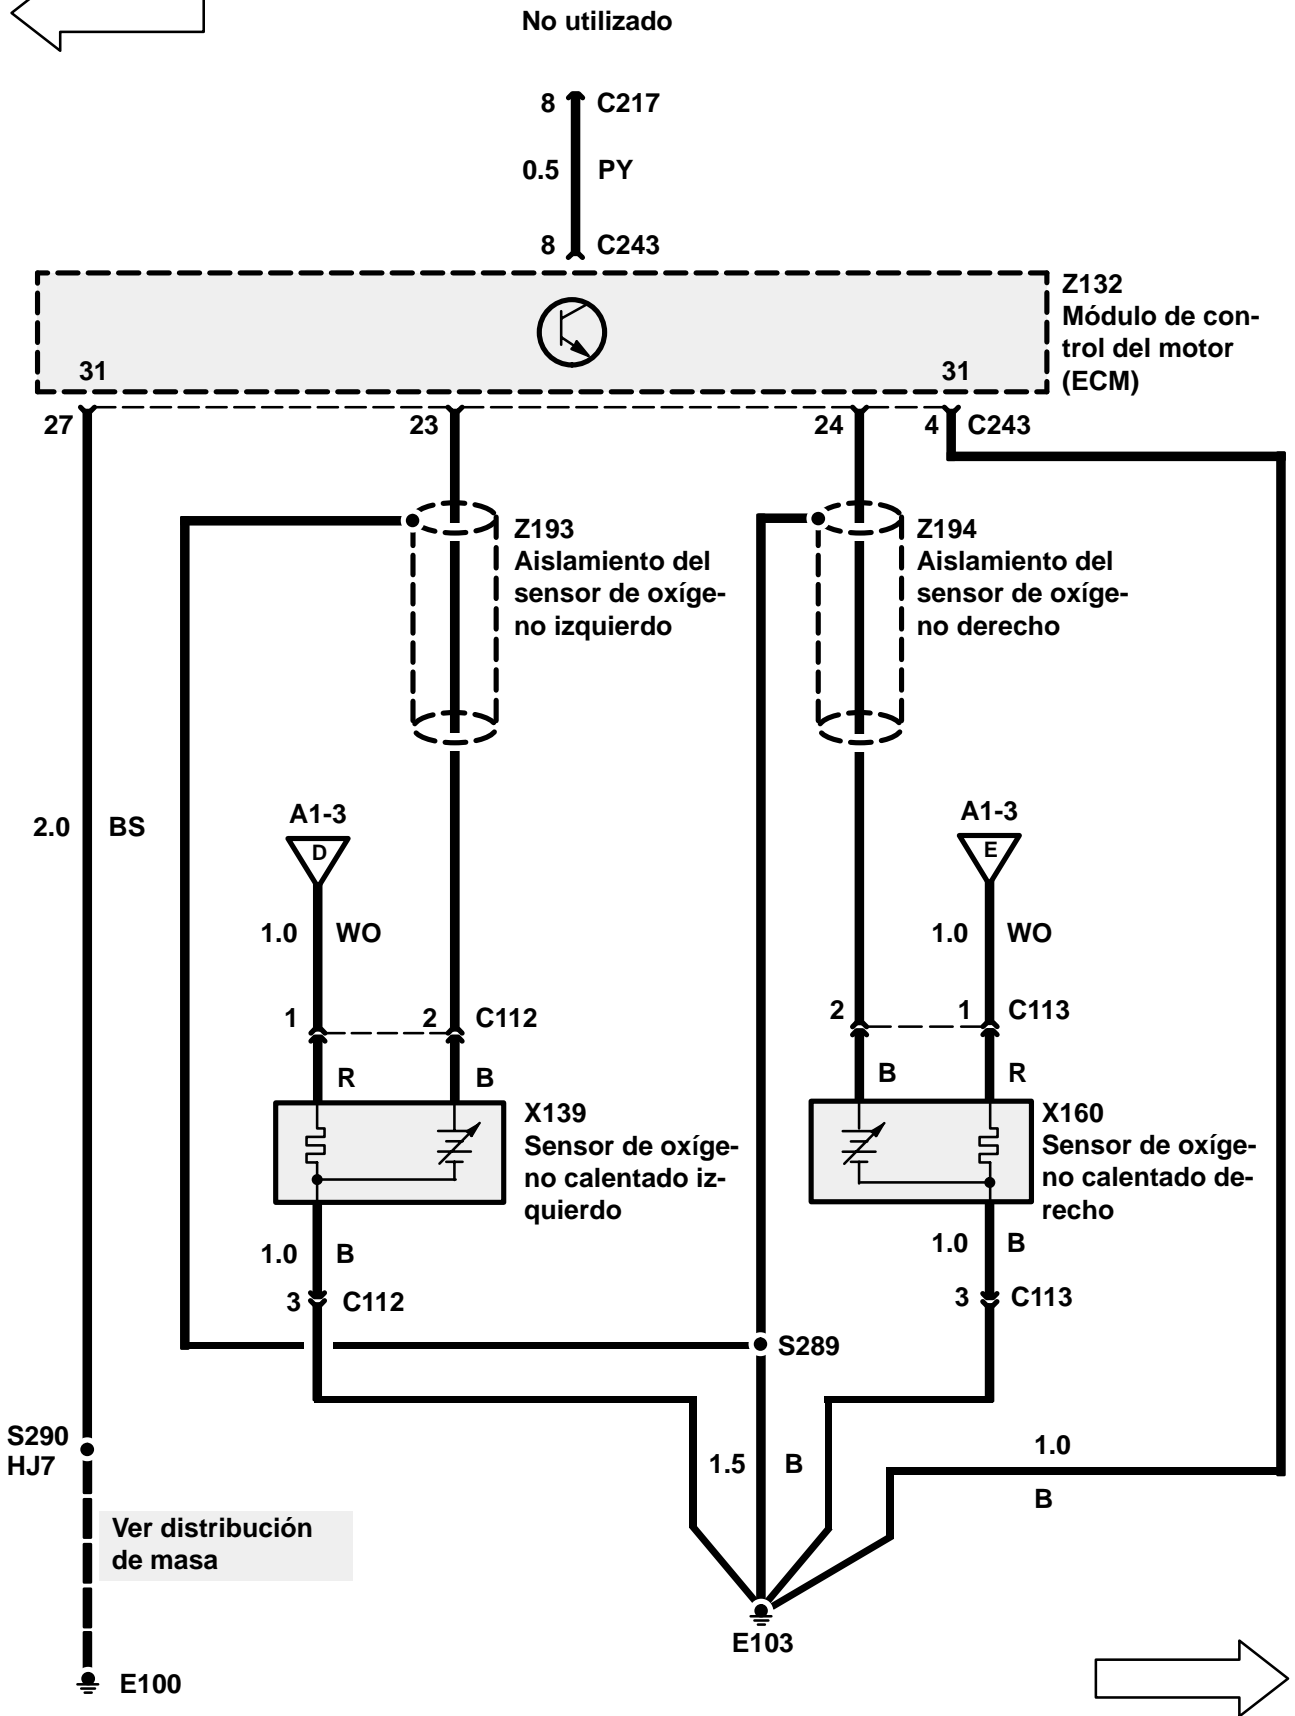 No utilizado
8 C217
0.5 PY
8 C243
Z132
Módulo de con-
trol del motor
(ECM)
31 31
27 23 24 4 C243
Z193
Aislamiento del
sensor de oxíge-
no izquierdo
Z194
Aislamiento del
sensor de oxíge-
no derecho
2.0 BS
A1-3
D
A1-3
E
1.0 WO
1.0 WO
1 2 C112
2 1 C113
R B
B R
X139
Sensor de oxíge-
no calentado iz-
quierdo
X160
Sensor de oxíge-
no calentado de-
recho
1.0 B
1.0 B
3 C112
3 C113
S289
S290
HJ7
1.5 B
1.0
B
Ver distribución
de masa
E103
E100